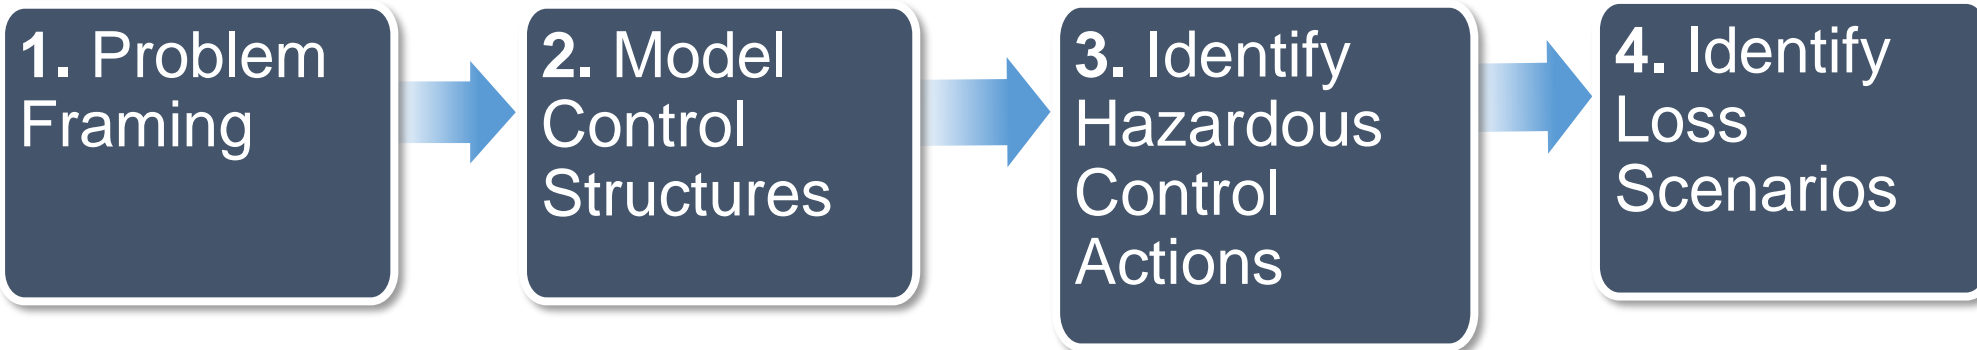 1. Problem
Framing
2. Model
Control
Structures
3. Identify
Hazardous
Control
Actions
4. Identify
Loss
Scenarios